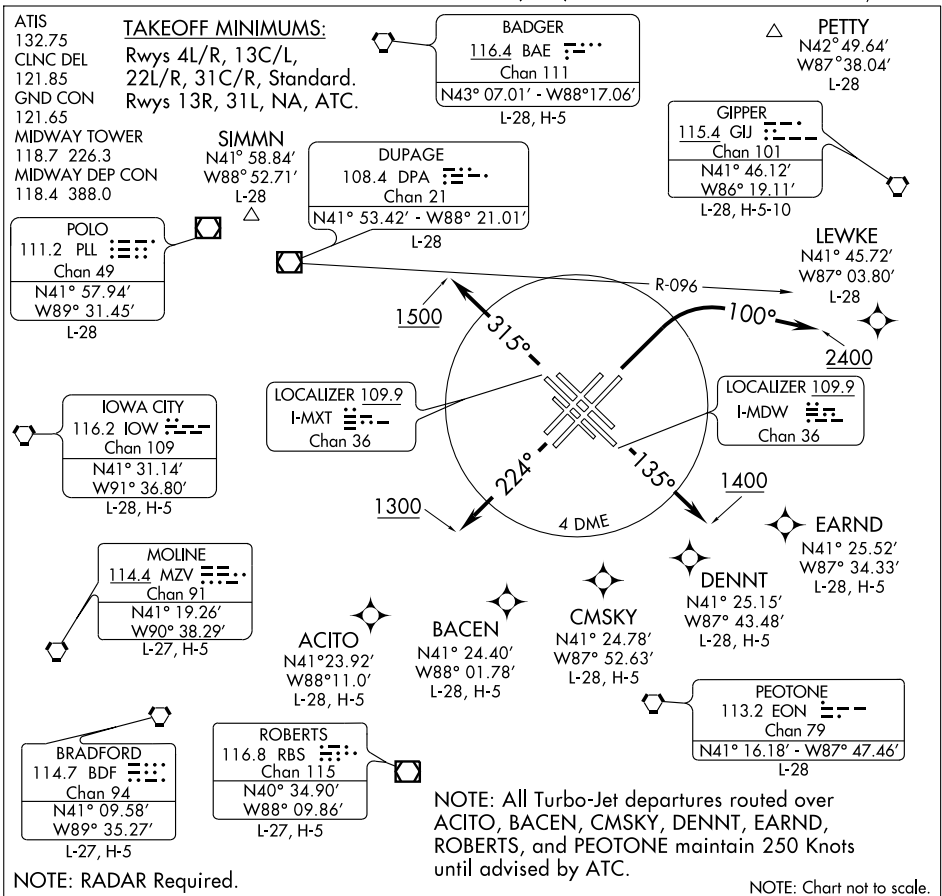 ATIS
132.75
CLNC DEL
121.85
GND CON
121.65
MIDWAY TOWER
118.7 226.3
MIDWAY DEP CON
118.4 388.0
TAKEOFF MINIMUMS:
Rwys 4L/R, 13C/L,
22L/R, 31C/R, Standard.
Rwys 13R, 31L, NA, ATC.
BADGER
116.4 BAE
Chan 111
N43° 07.01' - W88°17.06'
L-28, H-5
PETTY
N42° 49.64'
W87° 38.04'
L-28
GIPPER
115.4 GIJ
Chan 101
N41° 46.12'
W86° 19.11'
L-28, H-5-10
SIMMN
N41° 58.84'
W88° 52.71'
L-28
DUPAGE
108.4 DPA
Chan 21
N41° 53.42' - W88° 21.01'
L-28
POLO
111.2 PLL
Chan 49
N41° 57.94'
W89° 31.45'
L-28
LEWKE
N41° 45.72'
W87° 03.80'
L-28
R-096
1500
315°
100°
2400
LOCALIZER 109.9
I-MXT
Chan 36
LOCALIZER 109.9
I-MDW
Chan 36
IOWA CITY
116.2 IOW
Chan 109
N41° 31.14'
W91° 36.80'
L-28, H-5
224°
135°
1300
1400
4 DME
EARND
N41° 25.52'
W87° 34.33'
L-28, H-5
MOLINE
114.4 MZV
Chan 91
N41° 19.26'
W90° 38.29'
L-27, H-5
DENNT
N41° 25.15'
W87° 43.48'
L-28, H-5
CMSKY
N41° 24.78'
W87° 52.63'
L-28, H-5
BACEN
N41° 24.40'
W88° 01.78'
L-28, H-5
ACITO
N41°23.92'
W88°11.0'
L-28, H-5
PEOTONE
113.2 EON
Chan 79
N41° 16.18' - W87° 47.46'
L-28
BRADFORD
114.7 BDF
Chan 94
N41° 09.58'
W89° 35.27'
L-27, H-5
ROBERTS
116.8 RBS
Chan 115
N40° 34.90'
W88° 09.86'
L-27, H-5
NOTE: All Turbo-Jet departures routed over
ACITO, BACEN, CMSKY, DENNT, EARND,
ROBERTS, and PEOTONE maintain 250 Knots
until advised by ATC.
NOTE: RADAR Required.
NOTE: Chart not to scale.